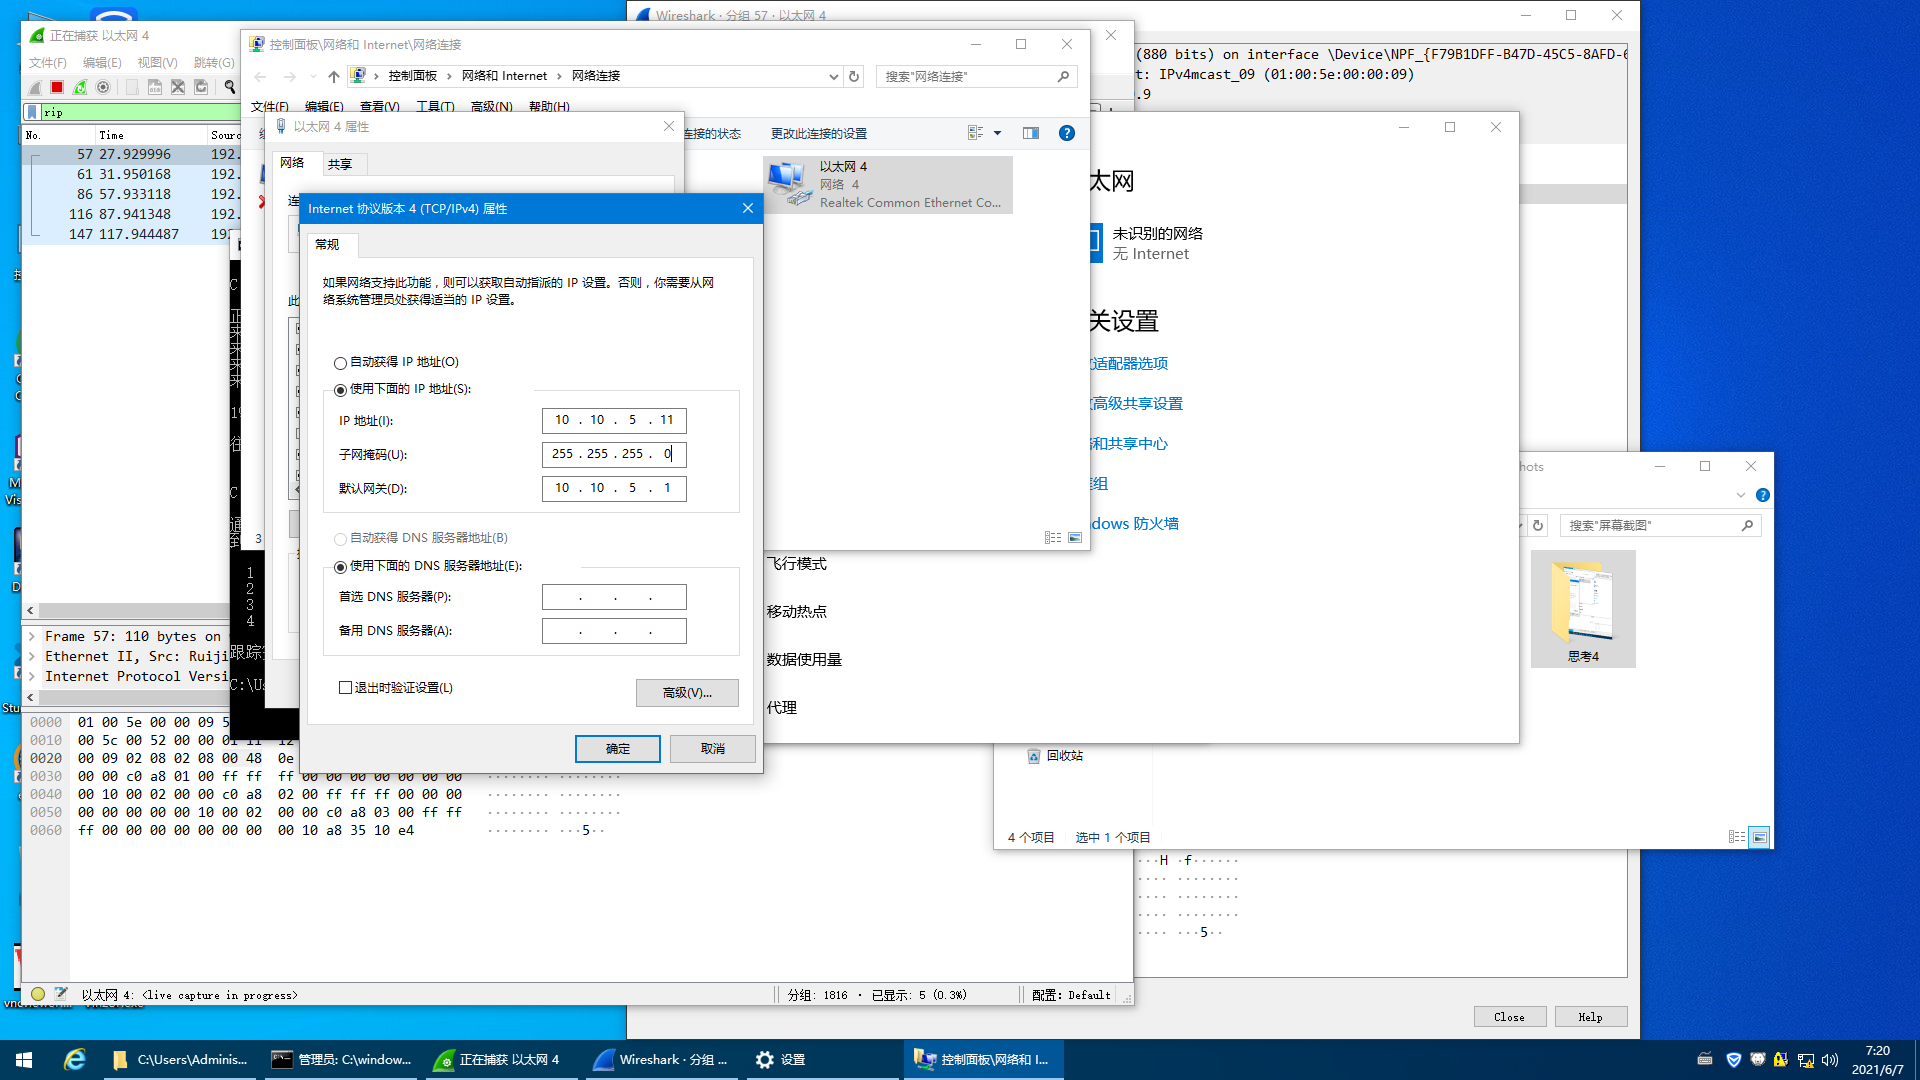 Wireshark · 分组 57 · 以太网 4
正在捕获 以太网 4
文件(F) 编辑(E) 视图(V) 跳转(G)
rip
No. Time Sourc
57 27.929996 192.
61 31.950168 192.
86 57.933118 192.
116 87.941348 192.
147 117.944487 192
控制面板\网络和 Internet\网络连接
控制面板 › 网络和 Internet › 网络连接
搜索"网络连接"
文件(F) 编辑(E) 查看(V) 工具(T) 高级(N) 帮助(H)
连接的状态 更改此连接的设置
以太网 4
网络 4
Realtek Common Ethernet Co...
(880 bits) on interface \Device\NPF_{F79B1DFF-B47D-45C5-8AFD-6
t: IPv4mcast_09 (01:00:5e:00:00:09)
.9
以太网 4 属性
网络 共享
Internet 协议版本 4 (TCP/IPv4) 属性
常规
如果网络支持此功能，则可以获取自动指派的 IP 设置。否则，你需要从网
络系统管理员处获得适当的 IP 设置。
自动获得 IP 地址(O)
使用下面的 IP 地址(S):
IP 地址(I): 10 . 10 . 5 . 11
子网掩码(U): 255 . 255 . 255 . 0
默认网关(D): 10 . 10 . 5 . 1
自动获得 DNS 服务器地址(B)
使用下面的 DNS 服务器地址(E):
首选 DNS 服务器(P): . . .
备用 DNS 服务器(A): . . .
退出时验证设置(L)
高级(V)...
确定 取消
太网
未识别的网络
无 Internet
关设置
适配器选项
高级共享设置
和共享中心
组
dows 防火墙
飞行模式
移动热点
数据使用量
代理
hots
搜索"屏幕截图"
思考4
回收站
4 个项目 选中 1 个项目
1
2
3
4
跟踪
C:\Us
Frame 57: 110 bytes on
Ethernet II, Src: Ruiji
Internet Protocol Versi
0000 01 00 5e 00 00 09 5
0010 00 5c 00 52 00 00 01 11 12
0020 00 09 02 08 02 08 00 48 0e
0030 00 00 c0 a8 01 00 ff ff ff 00 00 00 00 00 00 00
0040 00 10 00 02 00 00 c0 a8 02 00 ff ff ff 00 00 00
0050 00 00 00 00 00 10 00 02 00 00 c0 a8 03 00 ff ff
0060 ff 00 00 00 00 00 00 00 00 10 a8 35 10 e4 ········ ···5··
···H ·f······
···· ···5··
以太网 4: <live capture in progress>
分组: 1816 · 已显示: 5 (0.3%)
配置: Default
Close Help
C:\Users\Adminis...
管理员: C:\window...
正在捕获 以太网 4
Wireshark · 分组 ...
设置
控制面板\网络和 I...
7:20
2021/6/7